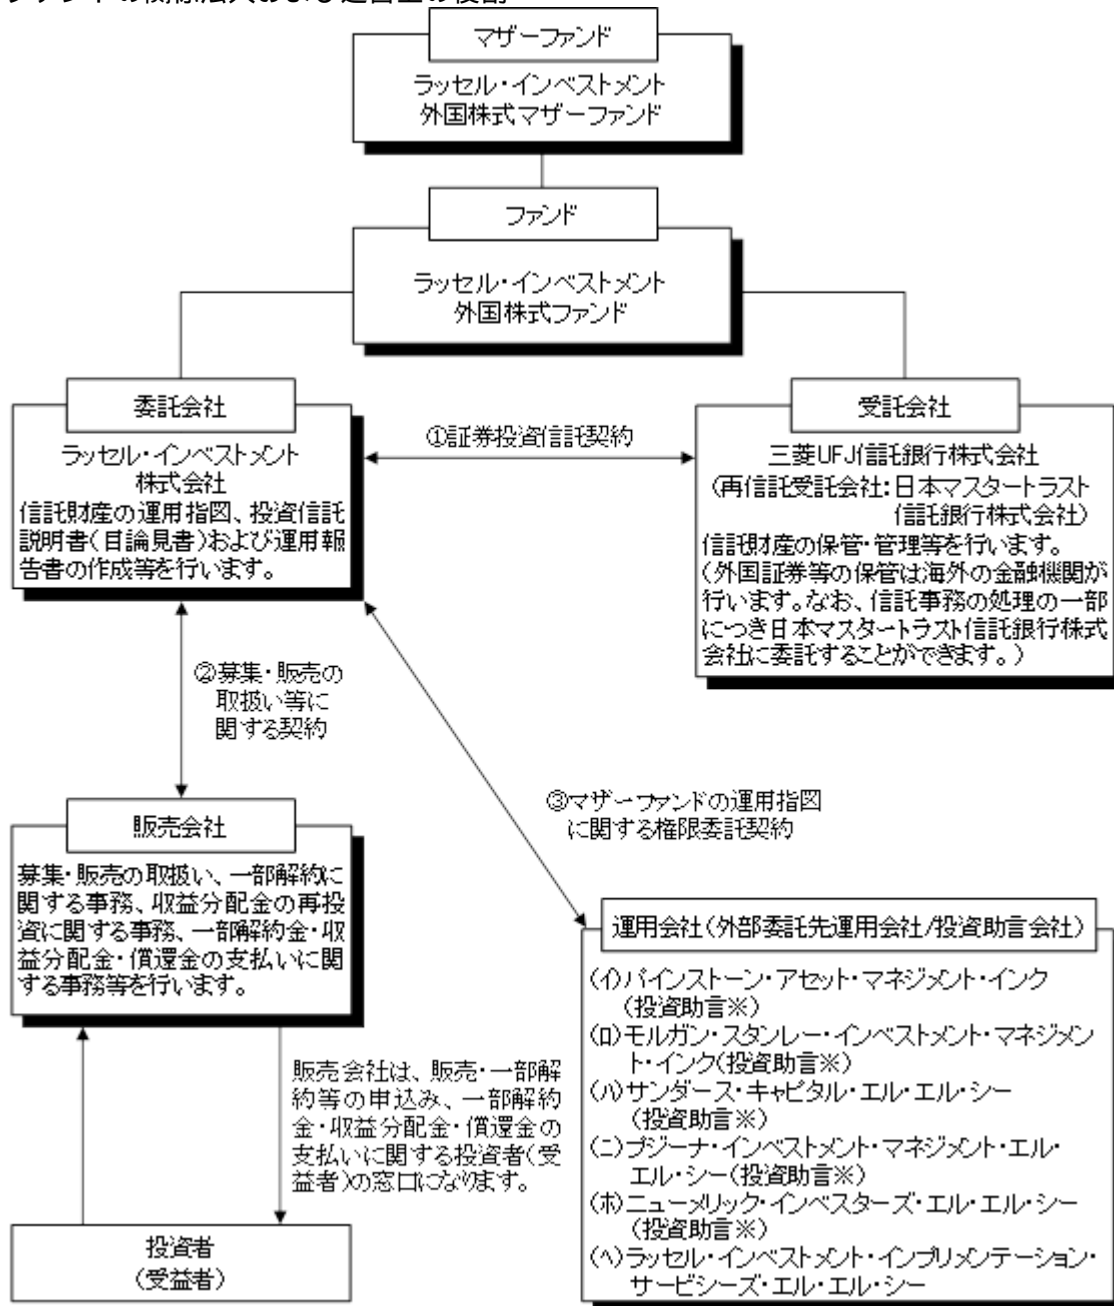 マザーファンド
ラッセル・インベストメント
外国株式マザーファンド
ファンド
ラッセル・インベストメント
外国株式ファンド
委託会社
ラッセル・インベストメント
株式会社
信託財産の運用指図、投資信託
説明書(目論見書)および運用報
告書の作成等を行います。
①証券投資信託契約
受託会社
三菱UFJ信託銀行株式会社
(再信託受託会社:日本マスタートラスト
信託銀行株式会社)
信託財産の保管・管理等を行います。
(外国証券等の保管は海外の金融機関が
行います。なお、信託事務の処理の一部
につき日本マスタートラスト信託銀行株式
会社に委託することができます。)
②募集・販売の
取扱い等に
関する契約
③マザーファンドの運用指図
に関する権限委託契約
販売会社
募集・販売の取扱い、一部解約に
関する事務、収益分配金の再投
資に関する事務、一部解約金・収
益分配金・償還金の支払いに関
する事務等を行います。
販売会社は、販売・一部解
約等の申込み、一部解約
金・収益分配金・償還金の
支払いに関する投資者(受
益者)の窓口になります。
投資者
(受益者)
運用会社(外部委託先運用会社/投資助言会社)
(イ)パインストーン・アセット・マネジメント・インク
(投資助言※)
(ロ)モルガン・スタンレー・インベストメント・マネジメン
ト・インク(投資助言※)
(ハ)サンダース・キャピタル・エル・エル・シー
(投資助言※)
(ニ)プジーナ・インベストメント・マネジメント・エル・
エル・シー(投資助言※)
(ホ)ニューメリック・インベスターズ・エル・エル・シー
(投資助言※)
(ヘ)ラッセル・インベストメント・インプリメンテーション・
サービシーズ・エル・エル・シー